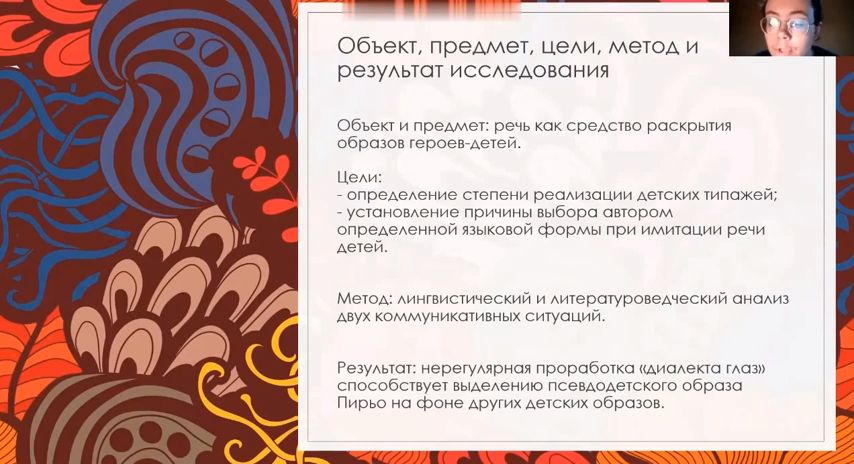 Объект, предмет, цели, метод и
результат исследования
Объект и предмет: речь как средство раскрытия
образов героев-детей.
Цели:
- определение степени реализации детских типажей;
- установление причины выбора автором
определенной языковой формы при имитации речи
детей.
Метод: лингвистический и литературоведческий анализ
двух коммуникативных ситуаций.
Результат: нерегулярная проработка «диалекта глаз»
способствует выделению псевдодетского образа
Пирьо на фоне других детских образов.